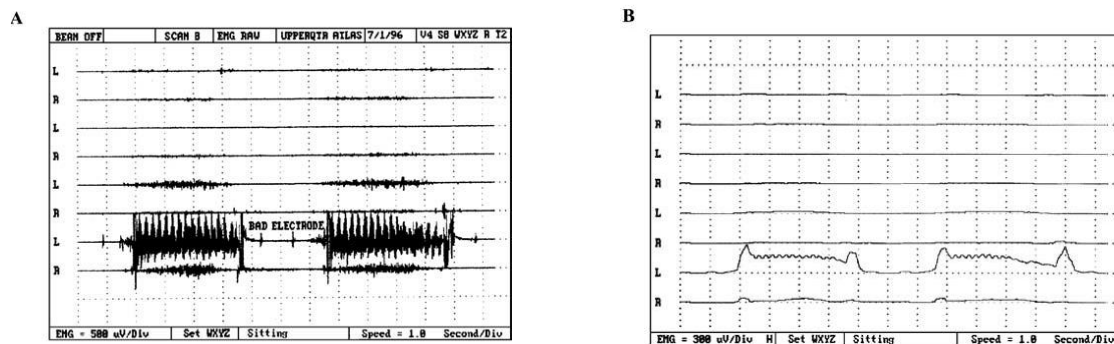 A
BEAM OFF SCAN B EMG RAW UPPERQTR ATLAS 7/1/96 V4 S8 WXYZ R T2
L
R
L
R
L
R
BAD ELECTRODE
L
R
EMG = 500 uV/Div Set WXYZ Sitting Speed = 1.0 Second/Div
B
L
R
L
R
L
R
L
R
EMG = 300 uV/Div H Set WXYZ Sitting Speed = 1.0 Second/Div